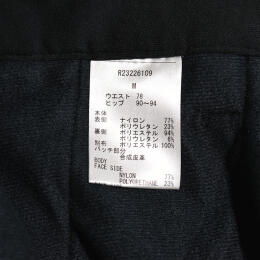 R23226109
M
ウエスト 78
ヒップ 90〜94
本体
表側 ナイロン 77%
ポリウレタン 23%
裏側 ポリエステル 94%
ポリウレタン 6%
別布 ポリエステル 100%
パッチ部分
合成皮革
BODY
FACE SIDE
NYLON 77%
POLYURETHANE 23%